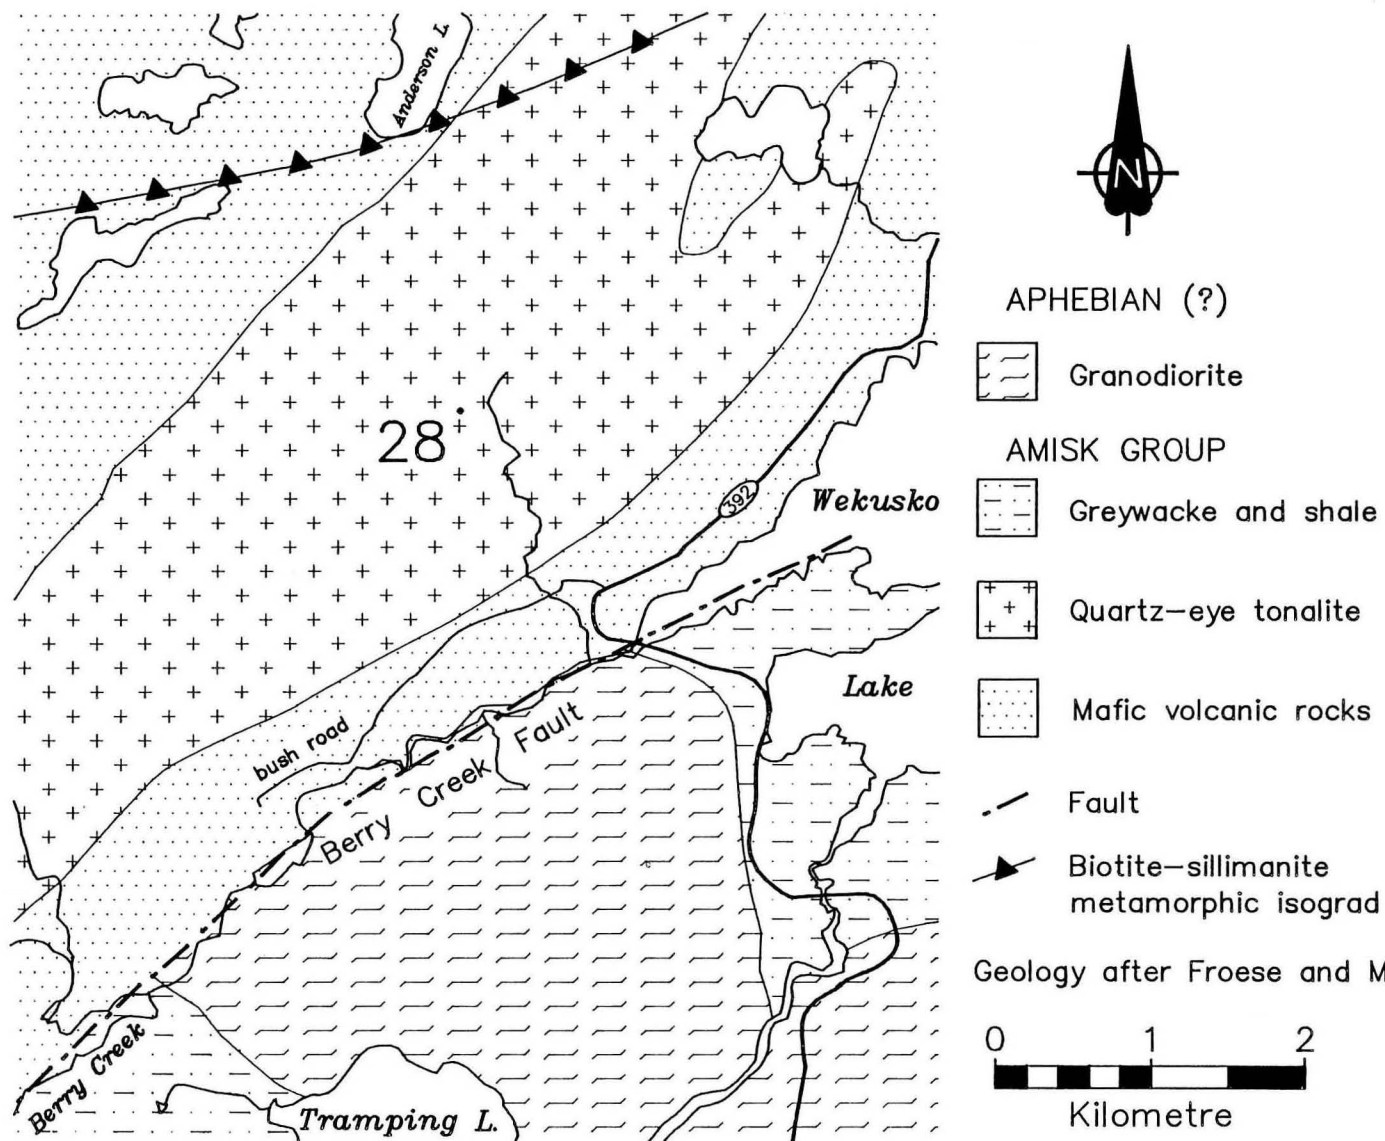 Anderson L.
N
APHEBIAN (?)
Granodiorite
28
AMISK GROUP
392
Wekusko
Greywacke and shale
Quartz-eye tonalite
Lake
Mafic volcanic rocks
bush road
Berry Creek Fault
Fault
Biotite-sillimanite
metamorphic isograd
Geology after Froese and M
0 1 2
Kilometre
Berry Creek
Tramping L.